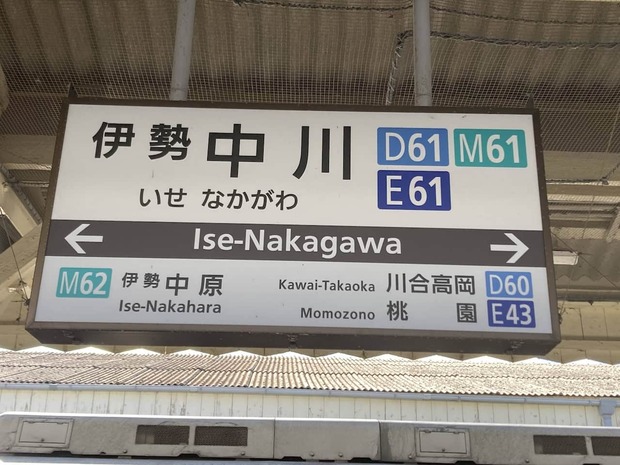 伊勢中川 D61 M61
いせ なかがわ E61
Ise-Nakagawa
M62 伊勢中原
Ise-Nakahara
Kawai-Takaoka 川合高岡 D60
Momozono 桃園 E43